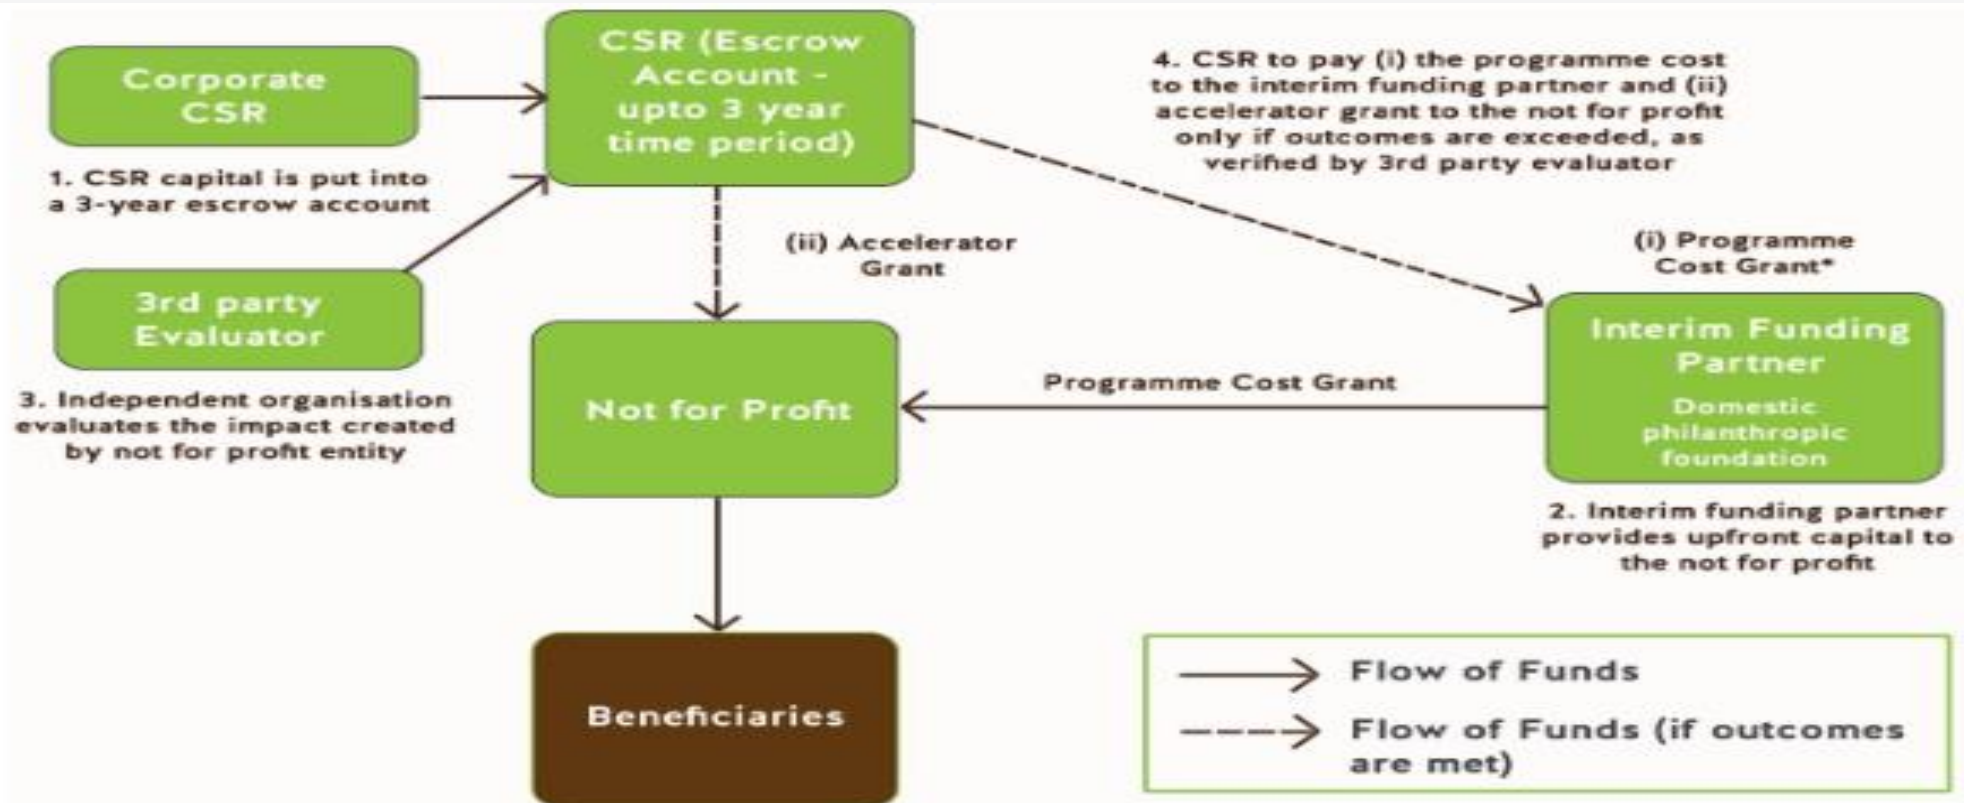 Corporate
CSR
CSR (Escrow
Account -
upto 3 year
time period)
4. CSR to pay (i) the programme cost
to the interim funding partner and (ii)
accelerator grant to the not for profit
only if outcomes are exceeded, as
verified by 3rd party evaluator
1. CSR capital is put into
a 3-year escrow account
(ii) Accelerator
Grant
(i) Programme
Cost Grant*
3rd party
Evaluator
3. Independent organisation
evaluates the impact created
by not for profit entity
Not for Profit
Programme Cost Grant
Interim Funding
Partner
Domestic
philanthropic
foundation
2. Interim funding partner
provides upfront capital to
the not for profit
Beneficiaries
Flow of Funds
Flow of Funds (if outcomes
are met)